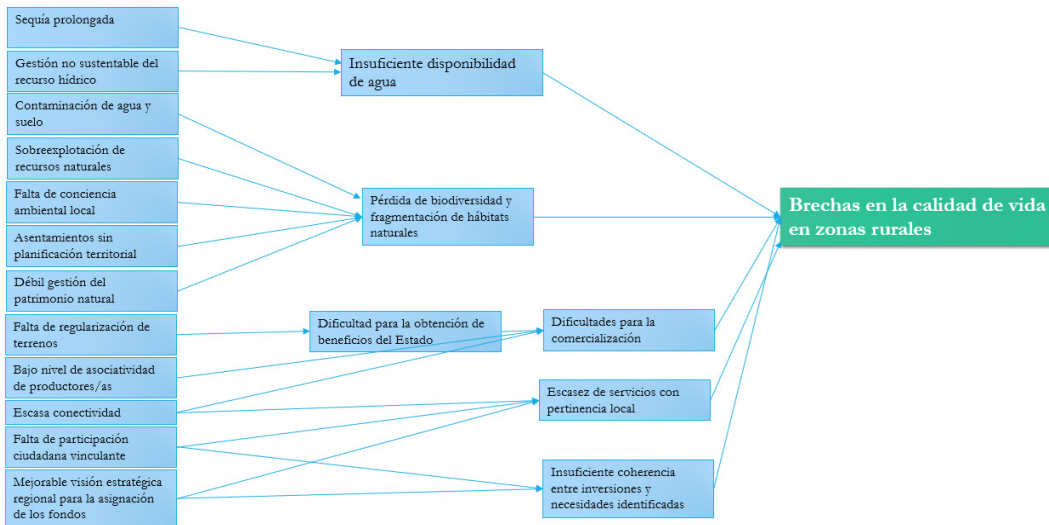 Sequía prolongada
Gestión no sustentable del
recurso hídrico
Contaminación de agua y
suelo
Sobreexplotación de
recursos naturales
Falta de conciencia
ambiental local
Asentamientos sin
planificación territorial
Débil gestión del
patrimonio natural
Falta de regularización de
terrenos
Bajo nivel de asociatividad
de productores/as
Escasa conectividad
Falta de participación
ciudadana vinculante
Mejorable visión estratégica
regional para la asignación
de los fondos
Insuficiente disponibilidad
de agua
Pérdida de biodiversidad y
fragmentación de hábitats
naturales
Dificultad para la obtención de
beneficios del Estado
Dificultades para la
comercialización
Escasez de servicios con
pertinencia local
Insuficiente coherencia
entre inversiones y
necesidades identificadas
Brechas en la calidad de vida
en zonas rurales